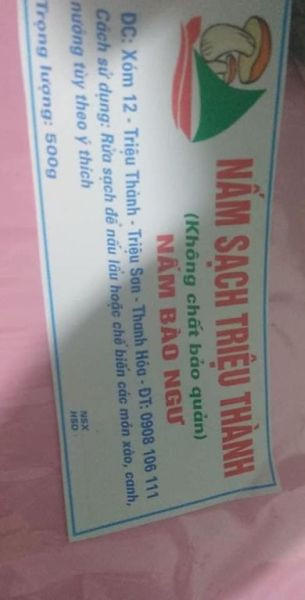 NẤM SẠCH TRIỆU THÀNH
(Không chất bảo quản)
NẤM BÀO NGƯ
ĐC: Xóm 12 - Triệu Thành - Triệu Sơn - Thanh Hóa - ĐT: 0908 106 111
Cách sử dụng: Rửa sạch để nấu lẩu hoặc chế biến các món xào, canh,
nướng tùy theo ý thích
Trọng lượng: 500g
NSX
HSD